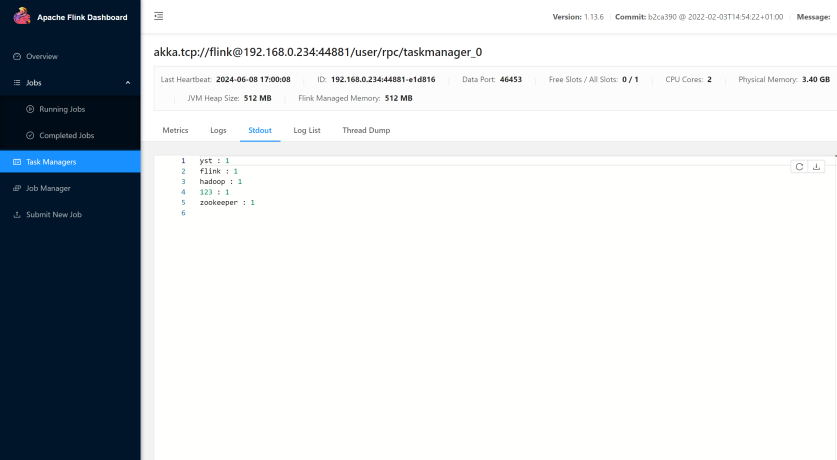 Apache Flink Dashboard
Version: 1.13.6 Commit: b2ca390 @ 2022-02-03T14:54:22+01:00 Message:
Overview
Jobs
Running Jobs
Completed Jobs
Task Managers
Job Manager
Submit New Job
akka.tcp://flink@192.168.0.234:44881/user/rpc/taskmanager_0
Last Heartbeat: 2024-06-08 17:00:08 ID: 192.168.0.234:44881-e1d816 Data Port: 46453 Free Slots / All Slots: 0 / 1 CPU Cores: 2 Physical Memory: 3.40 GB
JVM Heap Size: 512 MB Flink Managed Memory: 512 MB
Metrics Logs Stdout Log List Thread Dump
1 yst : 1
2 flink : 1
3 hadoop : 1
4 123 : 1
5 zookeeper : 1
6